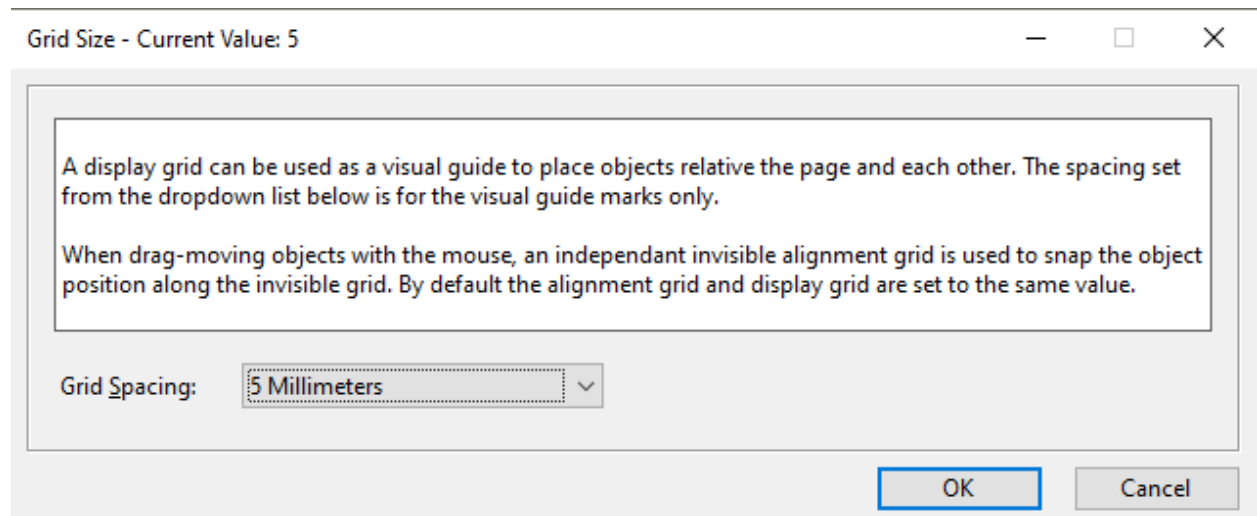 Grid Size - Current Value: 5
A display grid can be used as a visual guide to place objects relative the page and each other. The spacing set
from the dropdown list below is for the visual guide marks only.
When drag-moving objects with the mouse, an independant invisible alignment grid is used to snap the object
position along the invisible grid. By default the alignment grid and display grid are set to the same value.
Grid Spacing: 5 Millimeters
OK Cancel